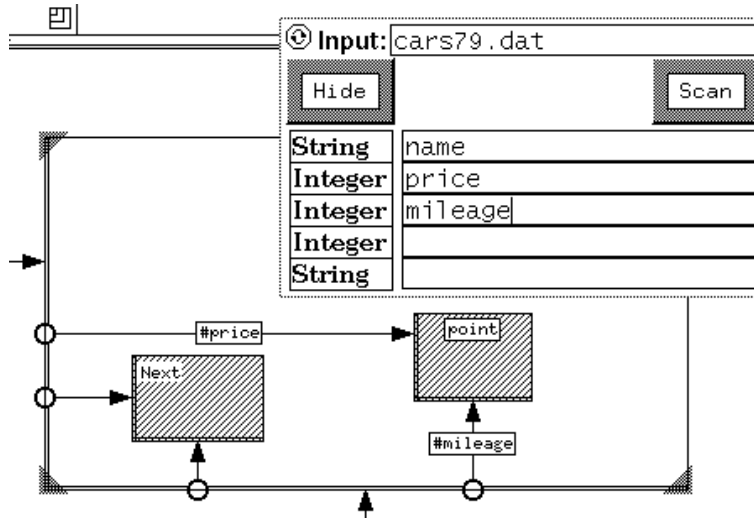 Input: cars79.dat
Hide Scan
String name
Integer price
Integer mileage
Integer
String
#price point
Next
#mileage